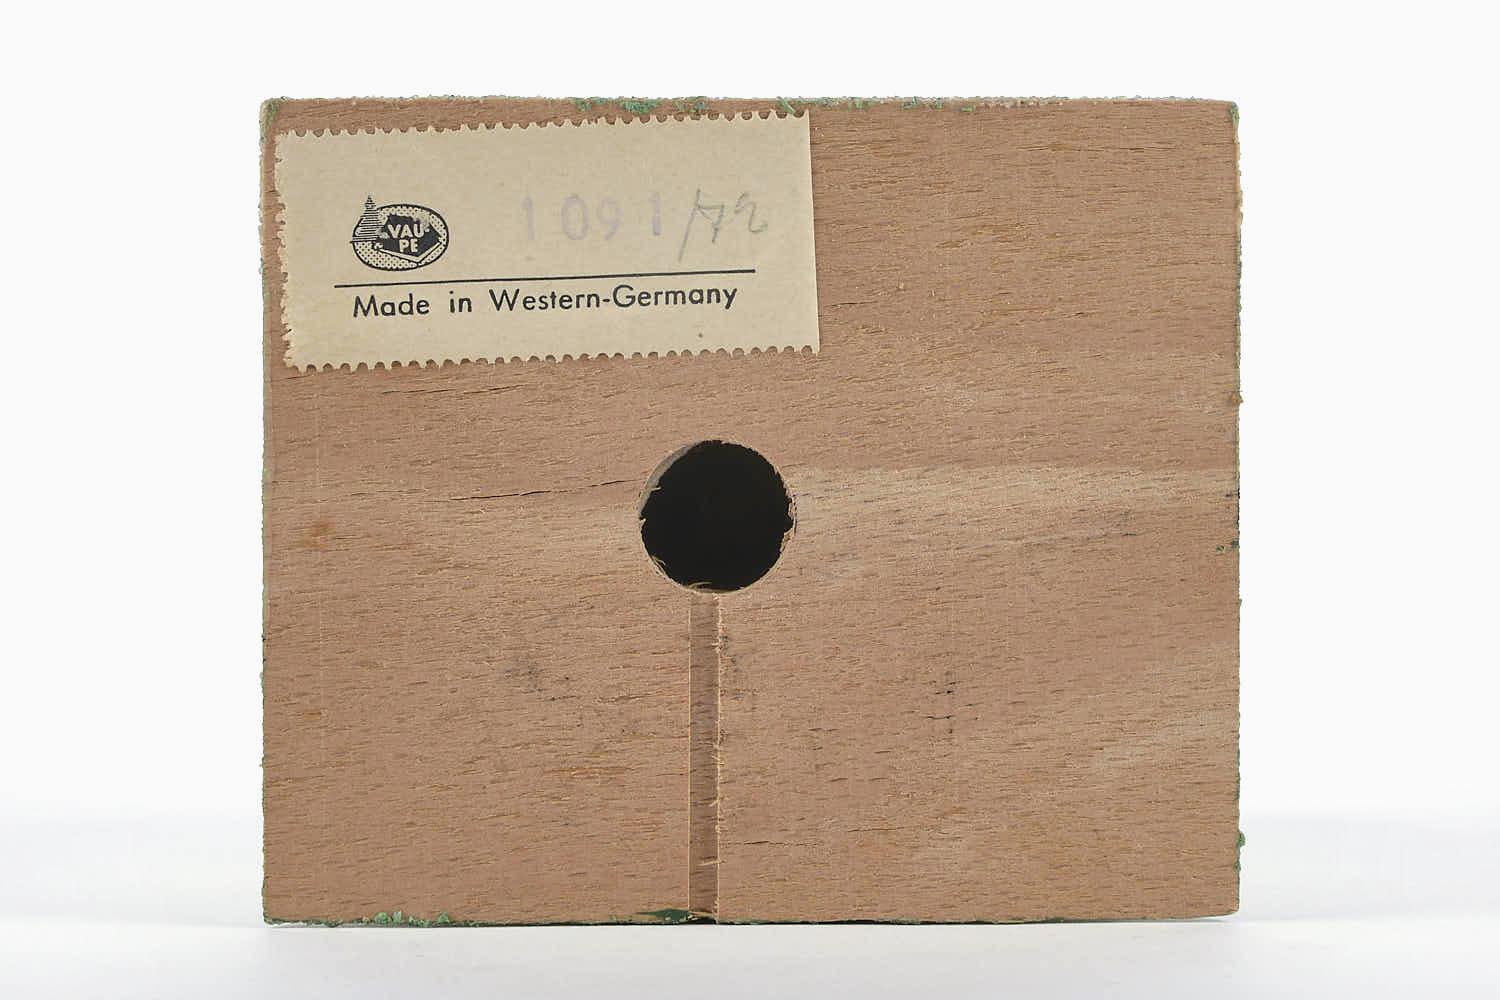 VAU
PE
1091/72
Made in Western-Germany